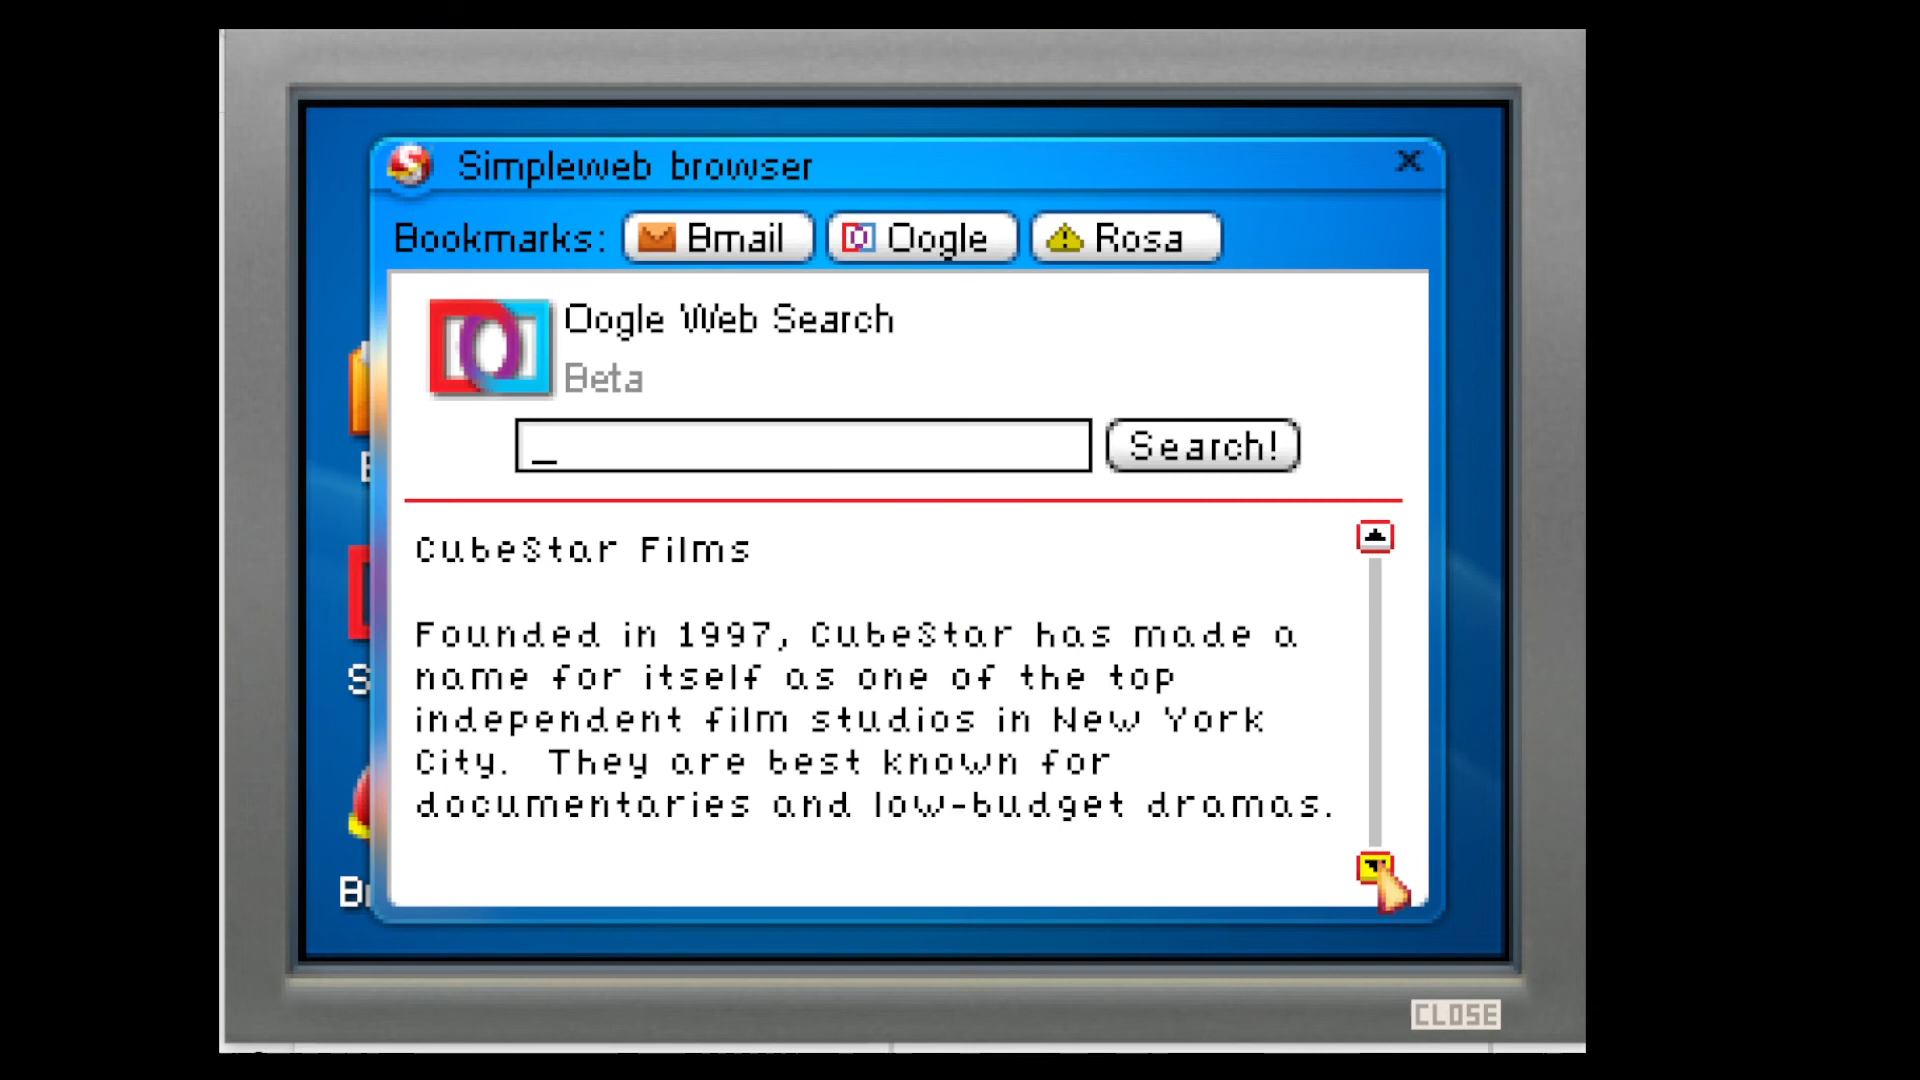 Simpleweb browser
Bookmarks: Bmail Oogle Rosa
Oogle Web Search
Beta
Search!
CubeStar Films
Founded in 1997, CubeStar has made a
name for itself as one of the top
independent film studios in New York
City. They are best known for
documentaries and low-budget dramas.
CLOSE